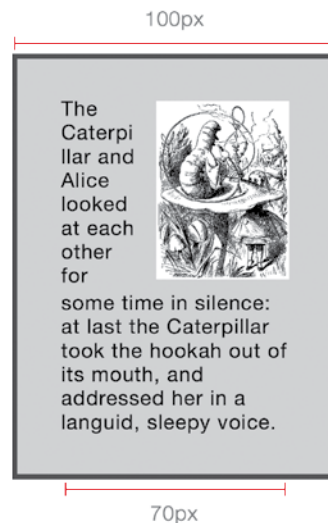 100px
The
Caterpi
llar and
Alice
looked
at each
other
for
some time in silence:
at last the Caterpillar
took the hookah out of
its mouth, and
addressed her in a
languid, sleepy voice.
70px